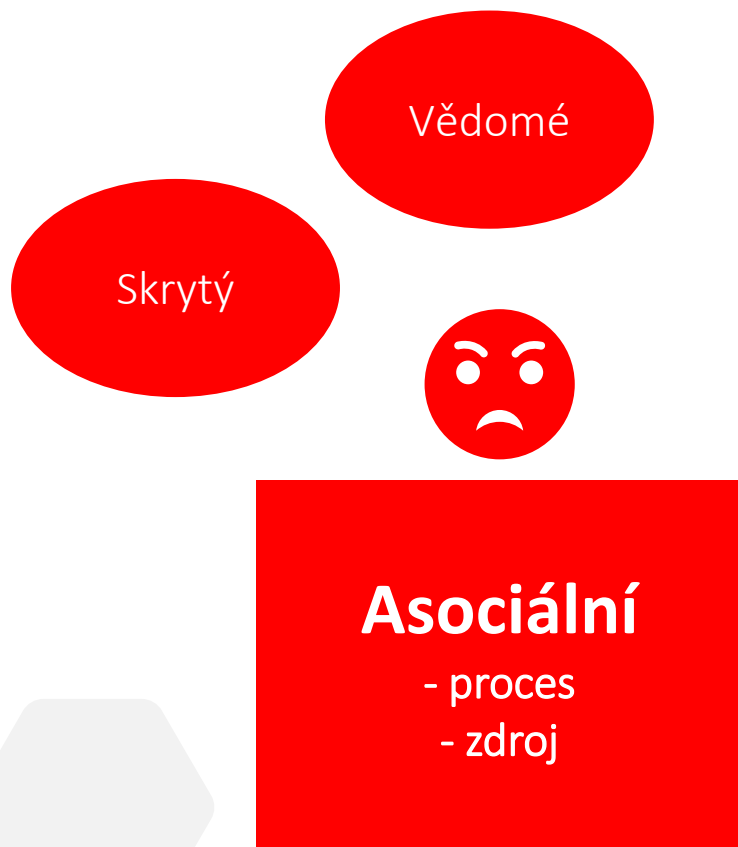 Vědomé
Skrytý
Asociální
- proces
- zdroj